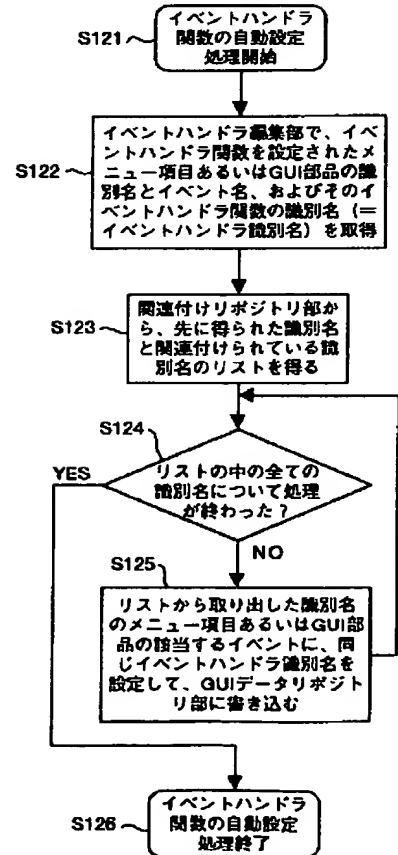 S121
イベントハンドラ
関数の自動設定
処理開始
S122
イベントハンドラ編集部で、イベ
ントハンドラ関数を設定されたメ
ニュー項目あるいはGUI部品の識
別名とイベント名、およびそのイ
ベントハンドラ関数の識別名（＝
イベントハンドラ識別名）を取得
S123
関連付けリポジトリ部か
ら、先に得られた識別名
と関連付けられている識
別名のリストを得る
S124
YES
リストの中の全ての
識別名について処理
が終わった？
NO
S125
リストから取り出した識別名
のメニュー項目あるいはGUI部
品の該当するイベントに、同
じイベントハンドラ識別名を
設定して、GUIデータリポジト
リ部に書き込む
S126
イベントハンドラ
関数の自動設定
処理終了